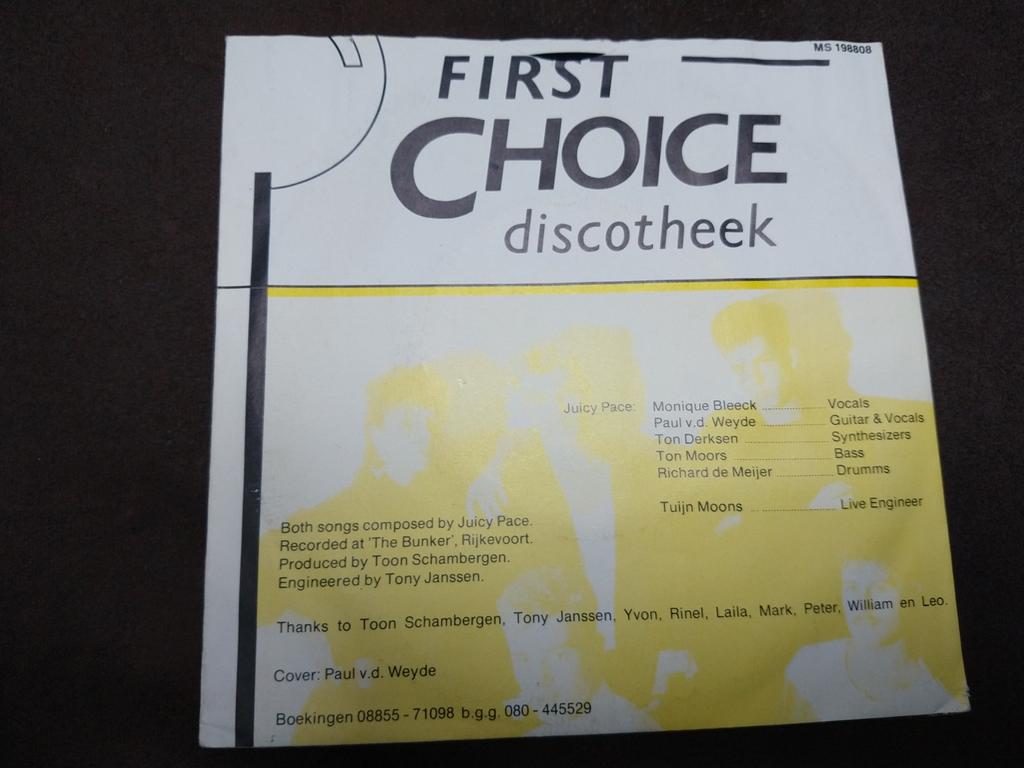 MS 198808
FIRST
CHOICE
discotheek
Juicy Pace: Monique Bleeck ............ Vocals
Paul v.d. Weyde ............ Guitar & Vocals
Ton Derksen ............ Synthesizers
Ton Moors ............ Bass
Richard de Meijer ............ Drumms
Tuijn Moons ............ Live Engineer
Both songs composed by Juicy Pace.
Recorded at 'The Bunker', Rijkevoort.
Produced by Toon Schambergen.
Engineered by Tony Janssen.
Thanks to Toon Schambergen, Tony Janssen, Yvon, Rinel, Laila, Mark, Peter, William en Leo.
Cover: Paul v.d. Weyde
Boekingen 08855 - 71098 b.g.g. 080 - 445529